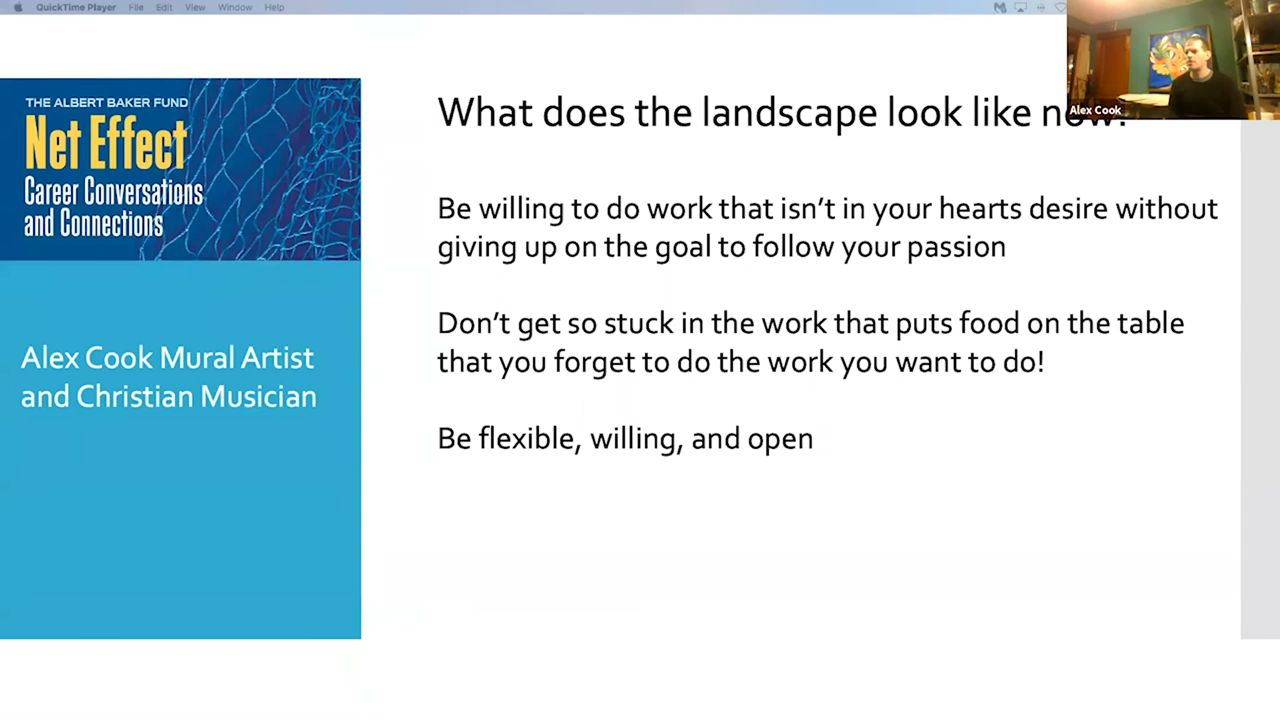 QuickTime Player File Edit View Window Help
THE ALBERT BAKER FUND
Net Effect
Career Conversations
and Connections
Alex Cook Mural Artist
and Christian Musician
What does the landscape look like now?
Be willing to do work that isn't in your hearts desire without
giving up on the goal to follow your passion
Don't get so stuck in the work that puts food on the table
that you forget to do the work you want to do!
Be flexible, willing, and open
Alex Cook